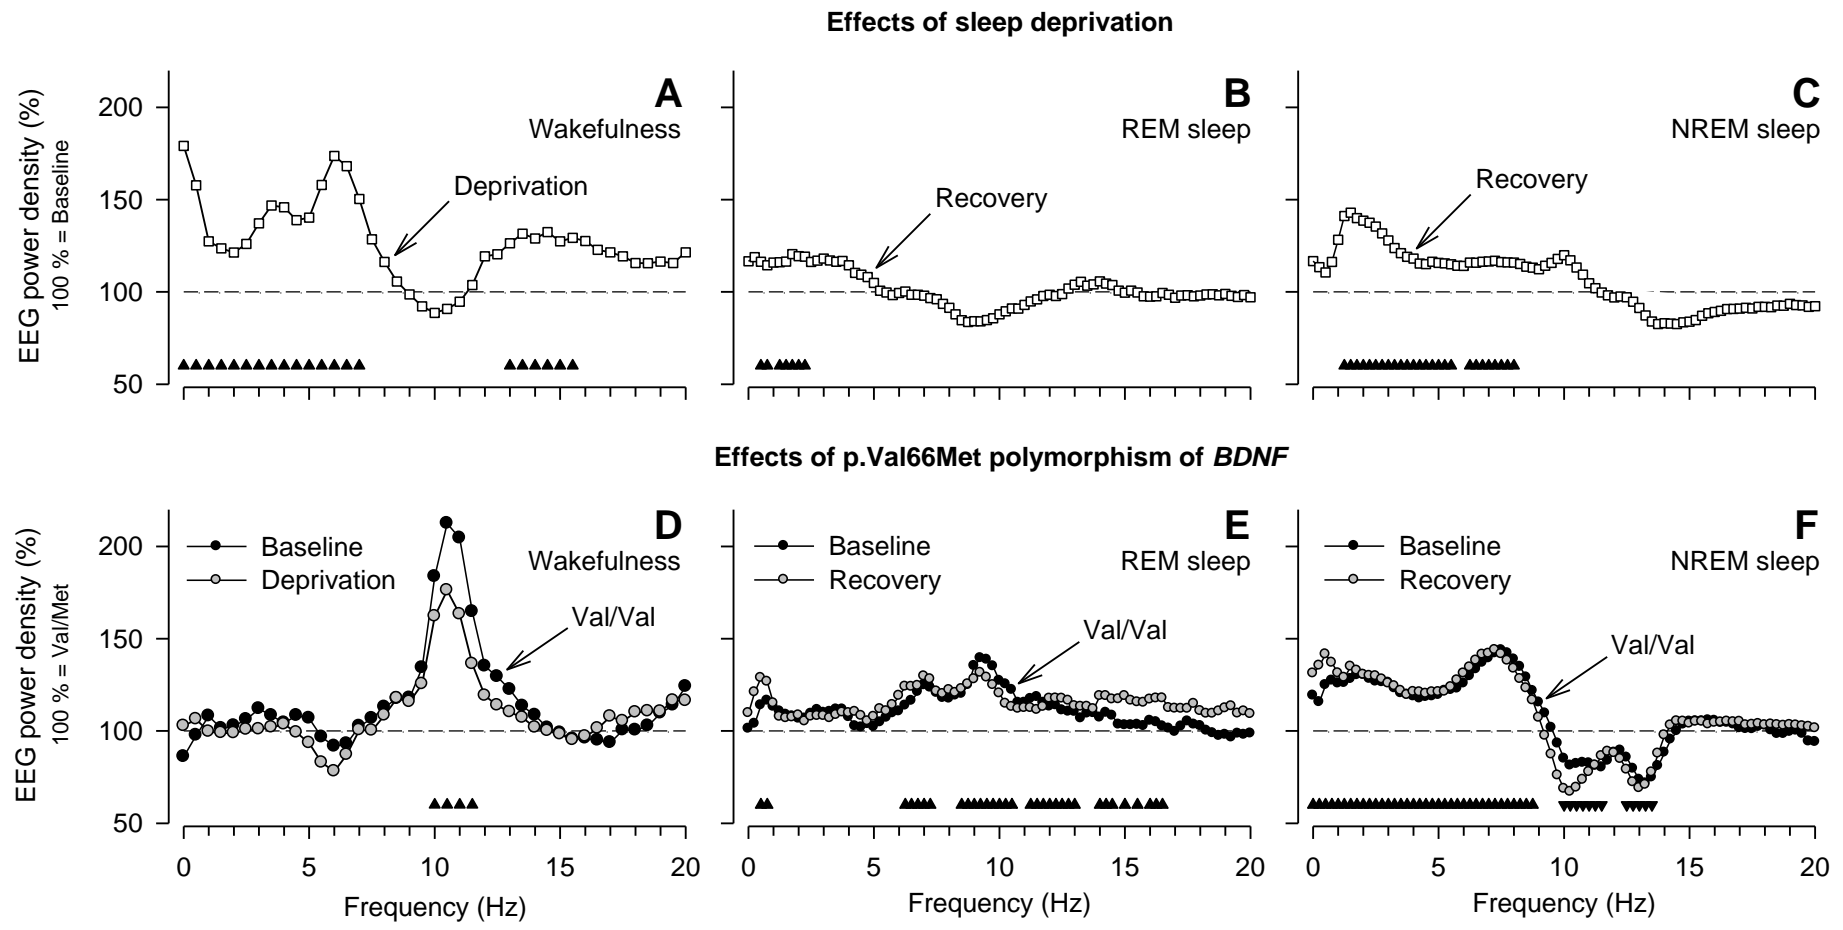 Effects of sleep deprivation
EEG power density (%)
100 % = Baseline
200
150
100
50
A
Wakefulness
Deprivation
B
REM sleep
Recovery
C
NREM sleep
Recovery
Effects of p.Val66Met polymorphism of BDNF
EEG power density (%)
100 % = Val/Met
200
150
100
50
D
Baseline
Deprivation
Wakefulness
Val/Val
0 5 10 15 20
Frequency (Hz)
E
Baseline
Recovery
REM sleep
Val/Val
0 5 10 15 20
Frequency (Hz)
F
Baseline
Recovery
NREM sleep
Val/Val
0 5 10 15 20
Frequency (Hz)